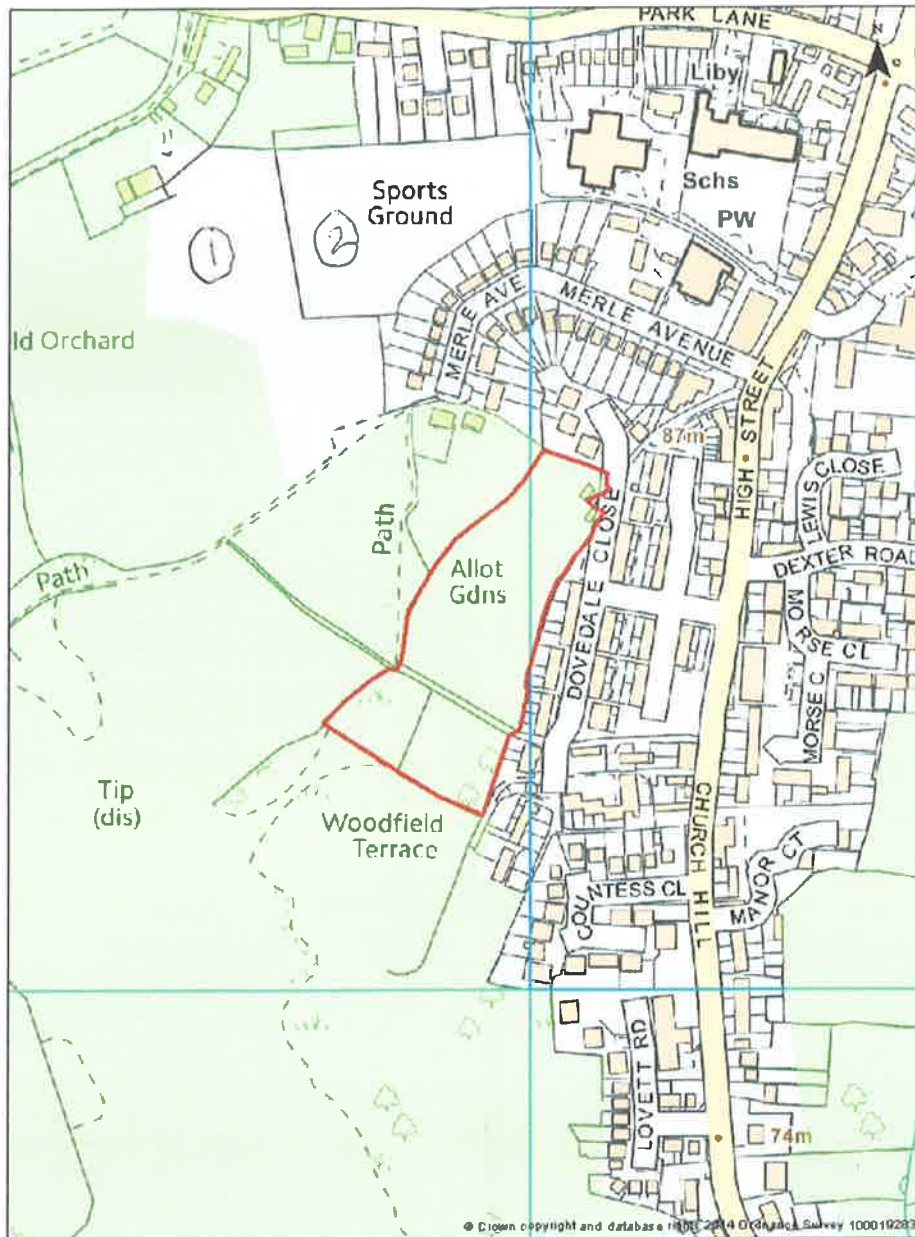 PARK LANE
N
Liby
Schs
PW
Sports
Ground
1
2
MERLE AVE
MERLE AVENUE
ld Orchard
HIGH STREET
87m
LEWIS CLOSE
DEXTER ROAD
MORSE CL
MORSE C
Path
Path
Allot
Gdns
DOVEDALE CLOSE
Tip
(dis)
Woodfield
Terrace
CHURCH HILL
COUNTESS CL
MANOR CT
LOVETT RD
74m
© Crown copyright and database rights 2014 Ordnance Survey 100019283